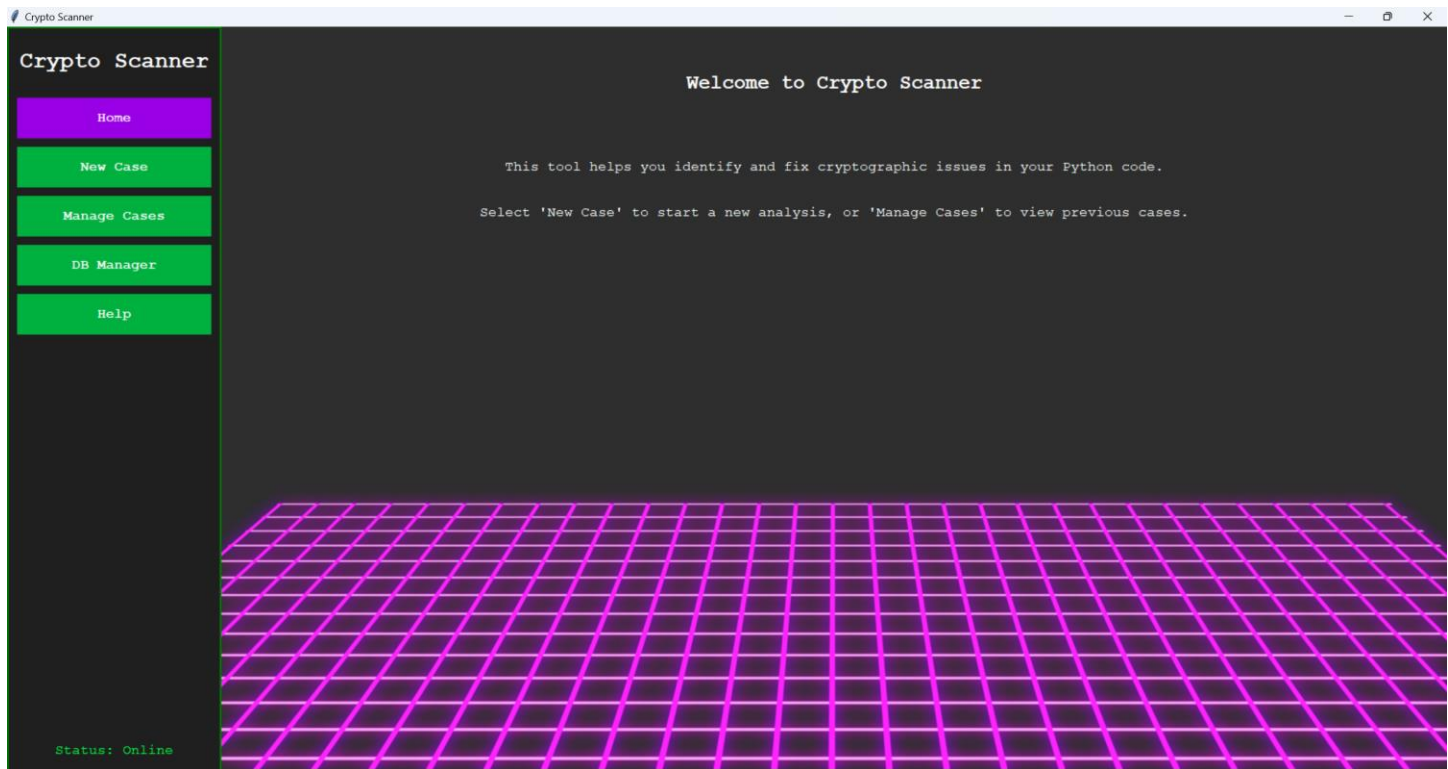 Crypto Scanner
Crypto Scanner
Home
New Case
Manage Cases
DB Manager
Help
Status: Online
Welcome to Crypto Scanner
This tool helps you identify and fix cryptographic issues in your Python code.
Select 'New Case' to start a new analysis, or 'Manage Cases' to view previous cases.